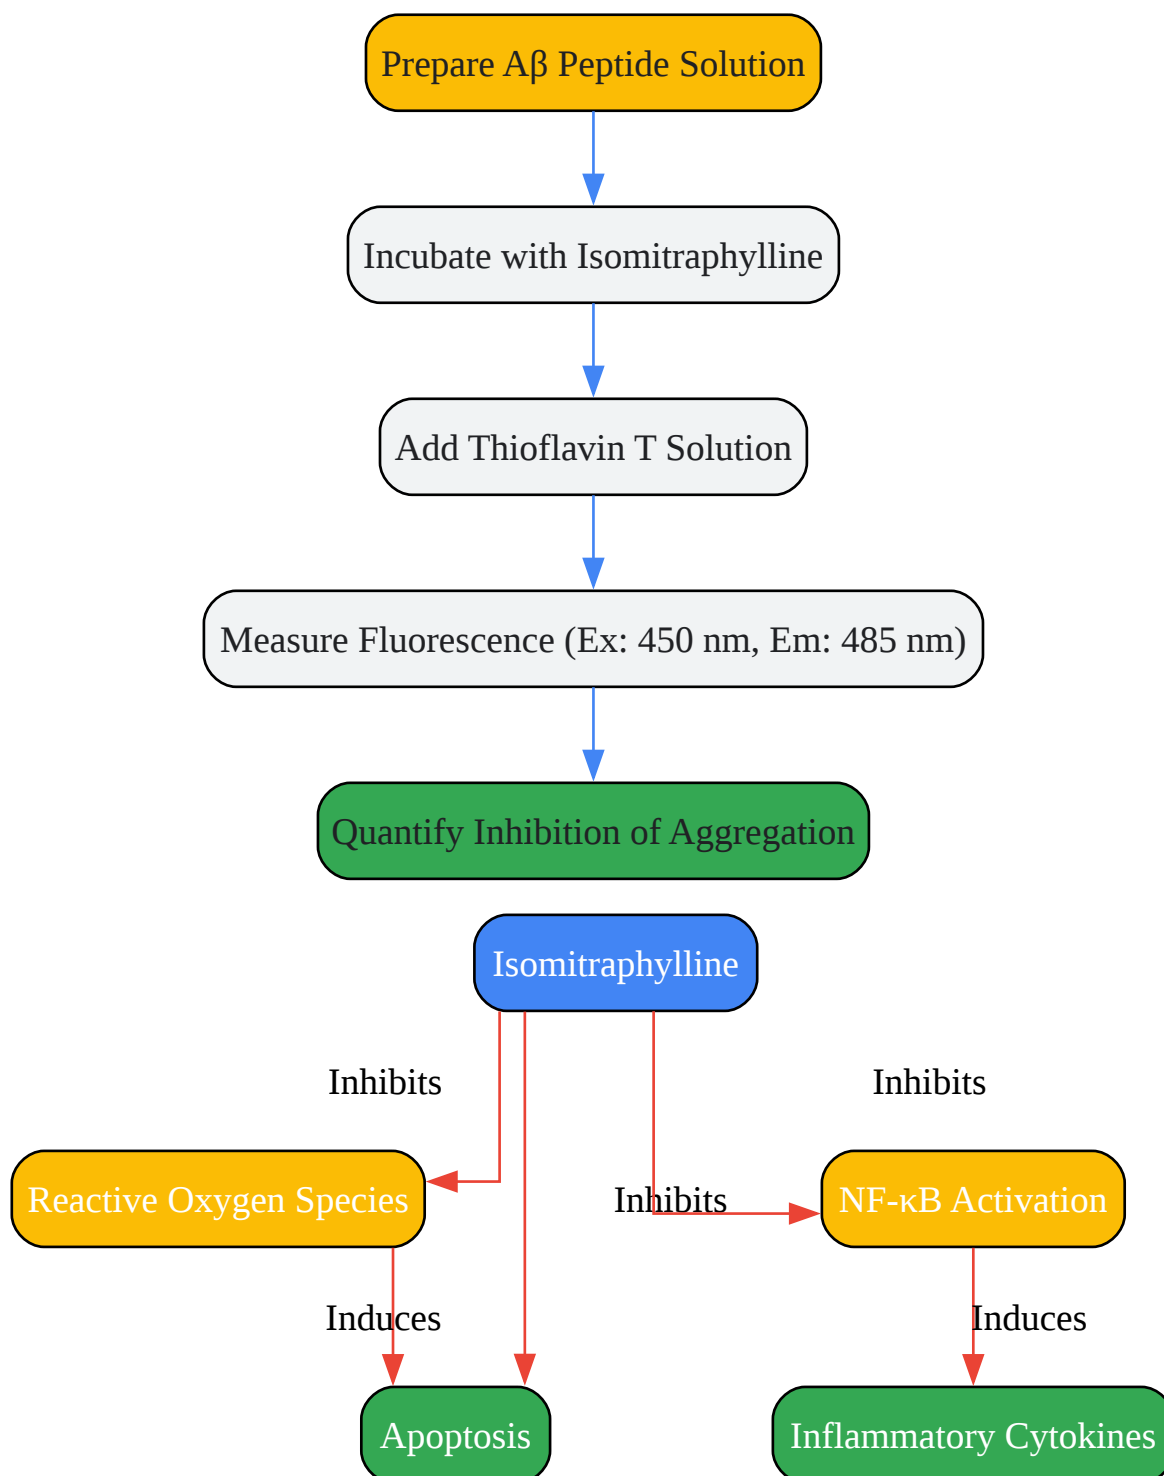 Prepare Aβ Peptide Solution
Incubate with Isomitraphylline
Add Thioflavin T Solution
Measure Fluorescence (Ex: 450 nm, Em: 485 nm)
Quantify Inhibition of Aggregation
Isomitraphylline
Inhibits
Inhibits
Reactive Oxygen Species
Inhibits
NF-κB Activation
Induces
Induces
Apoptosis
Inflammatory Cytokines